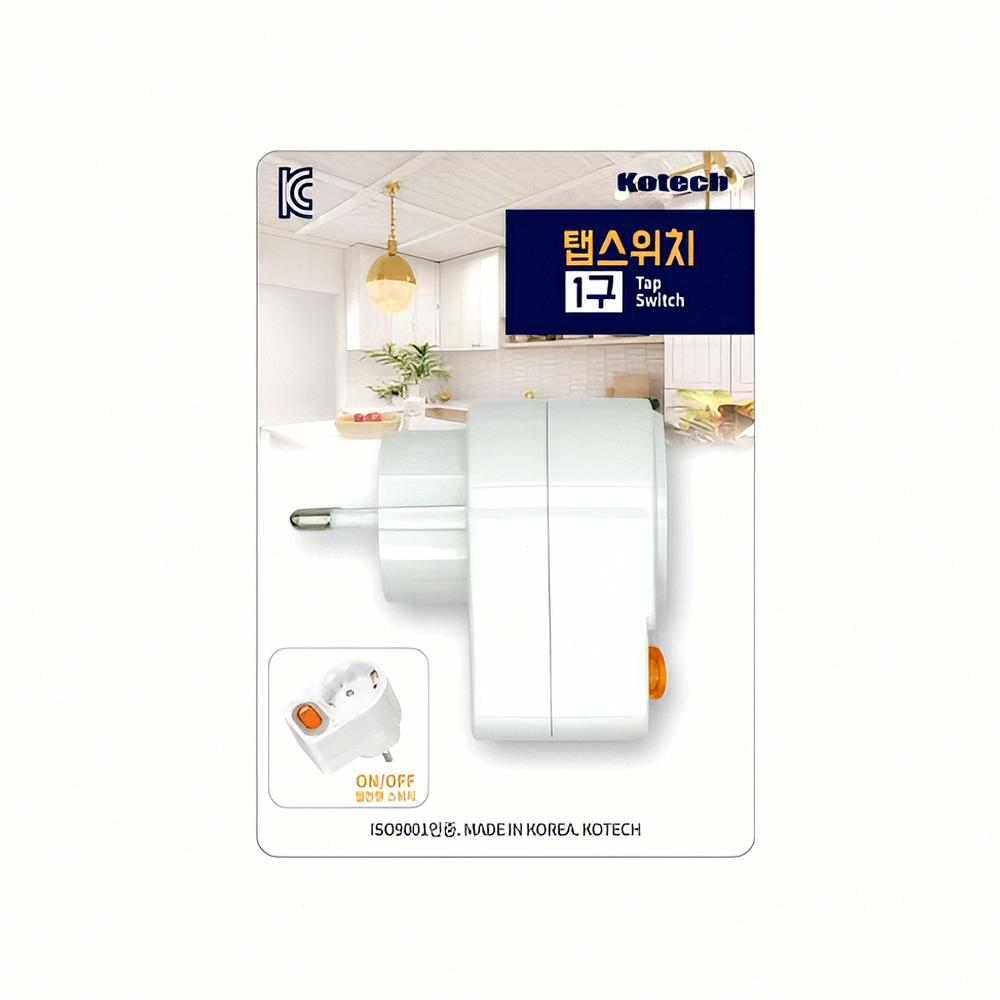 Kotech
탭스위치
1구 Tap
Switch
ON/OFF
ISO9001인증. MADE IN KOREA. KOTECH